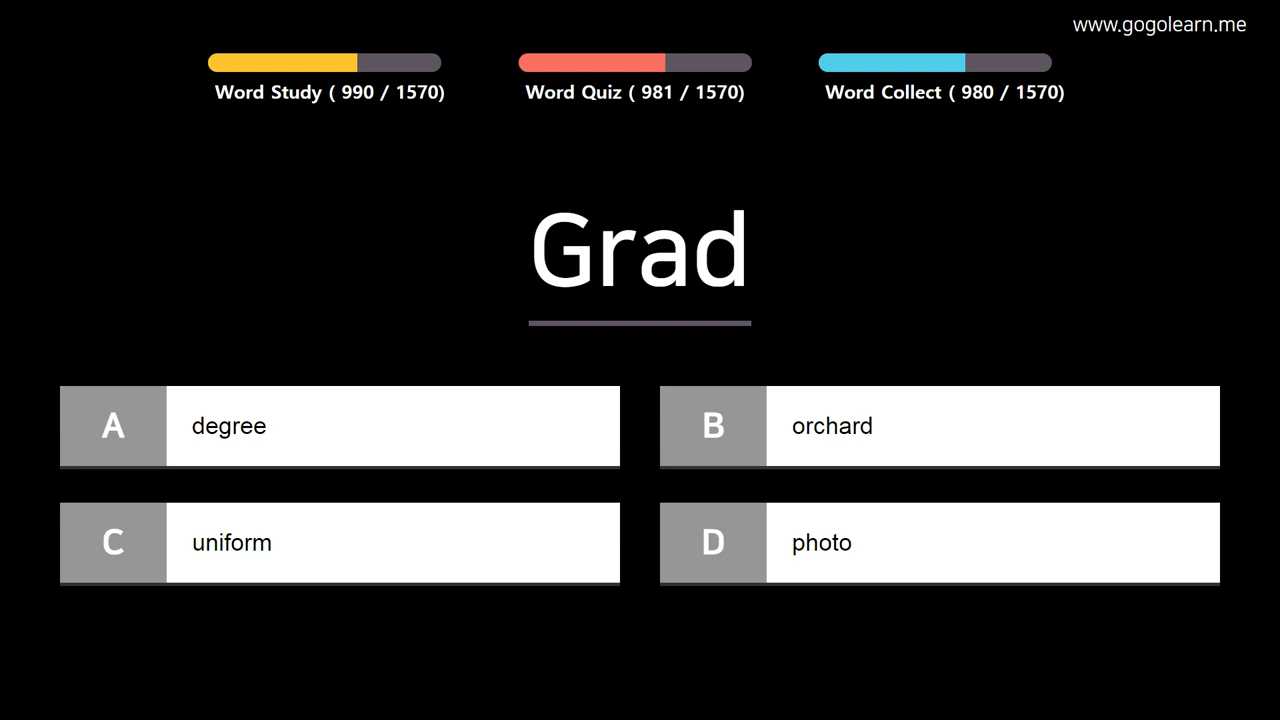 www.gogolearn.me
Word Study ( 990 / 1570)
Word Quiz ( 981 / 1570)
Word Collect ( 980 / 1570)
Grad
A degree
B orchard
C uniform
D photo